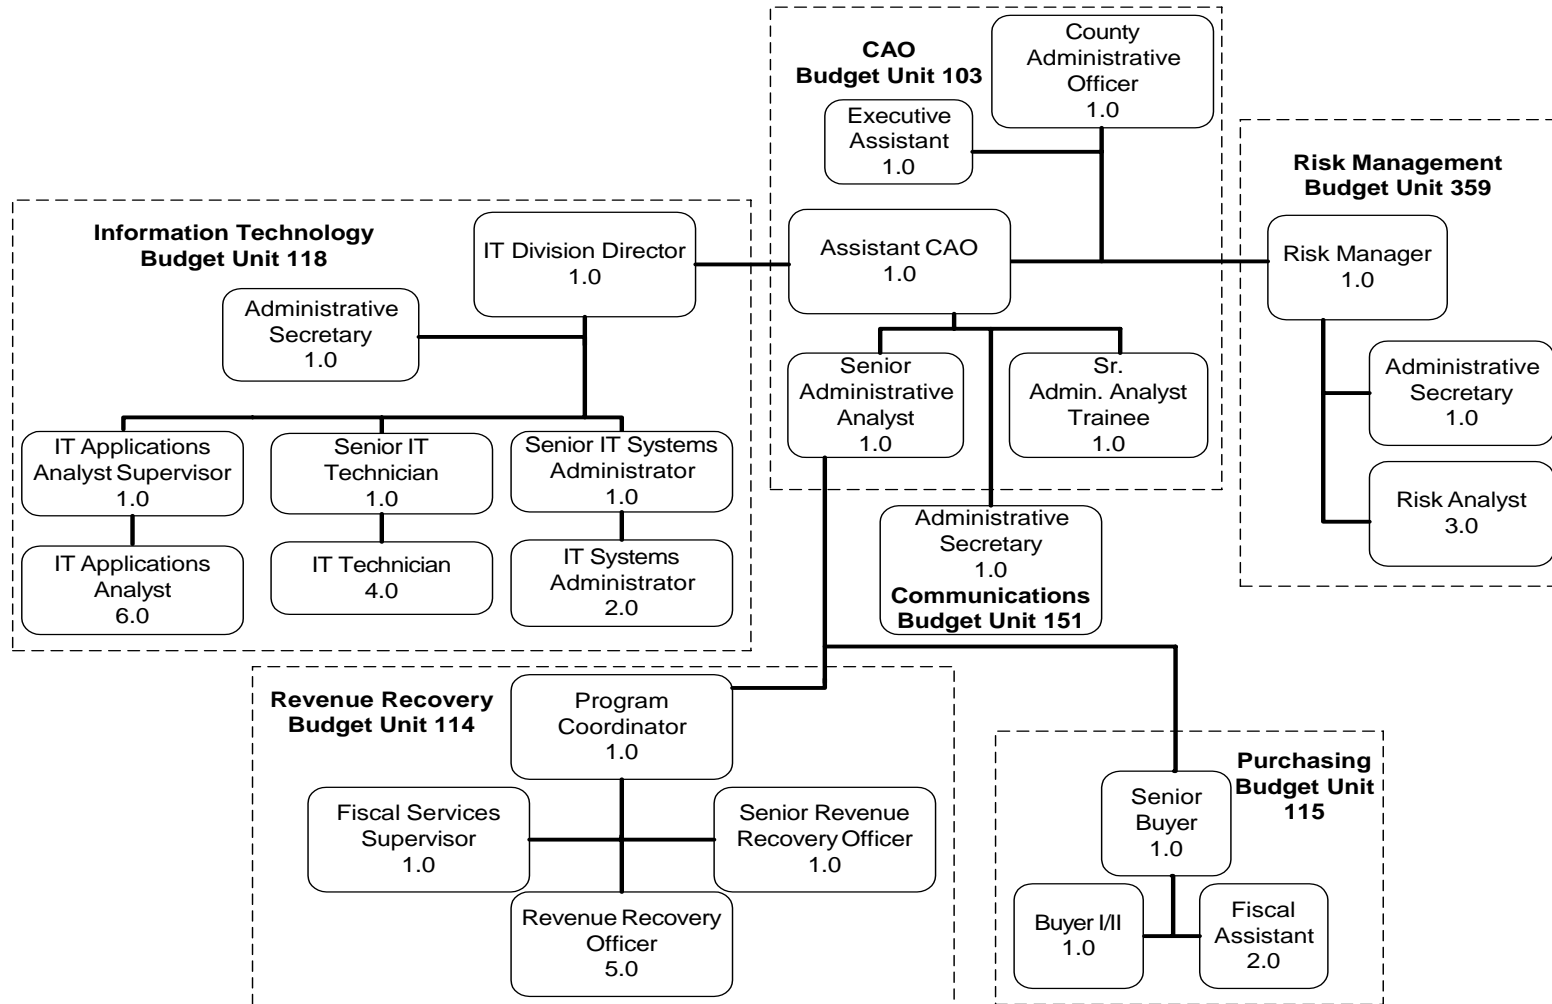 CAO
Budget Unit 103
County
Administrative
Officer
1.0
Executive
Assistant
1.0
Risk Management
Budget Unit 359
Information Technology
Budget Unit 118
IT Division Director
1.0
Assistant CAO
1.0
Risk Manager
1.0
Administrative
Secretary
1.0
Senior
Administrative
Analyst
1.0
Sr.
Admin. Analyst
Trainee
1.0
Administrative
Secretary
1.0
IT Applications
Analyst Supervisor
1.0
Senior IT
Technician
1.0
Senior IT Systems
Administrator
1.0
Risk Analyst
3.0
IT Applications
Analyst
6.0
IT Technician
4.0
IT Systems
Administrator
2.0
Administrative
Secretary
1.0
Communications
Budget Unit 151
Revenue Recovery
Budget Unit 114
Program
Coordinator
1.0
Fiscal Services
Supervisor
1.0
Senior Revenue
Recovery Officer
1.0
Revenue Recovery
Officer
5.0
Purchasing
Budget Unit
115
Senior
Buyer
1.0
Buyer I/II
1.0
Fiscal
Assistant
2.0